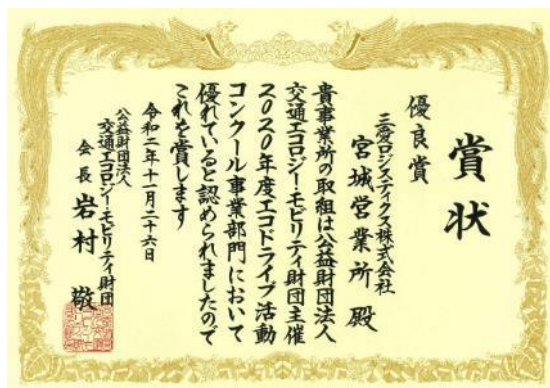 賞状
優良賞
三愛ロジスティクス株式会社
宮城営業所 殿
貴事業所の取組は公益財団法人
交通エコロジー・モビリティ財団主催
2020年度エコドライブ活動
コンクール事業部門において
優れていると認められましたので
これを賞します
令和二年十一月二十六日
公益財団法人
交通エコロジー・モビリティ財団
会長 岩村 敬